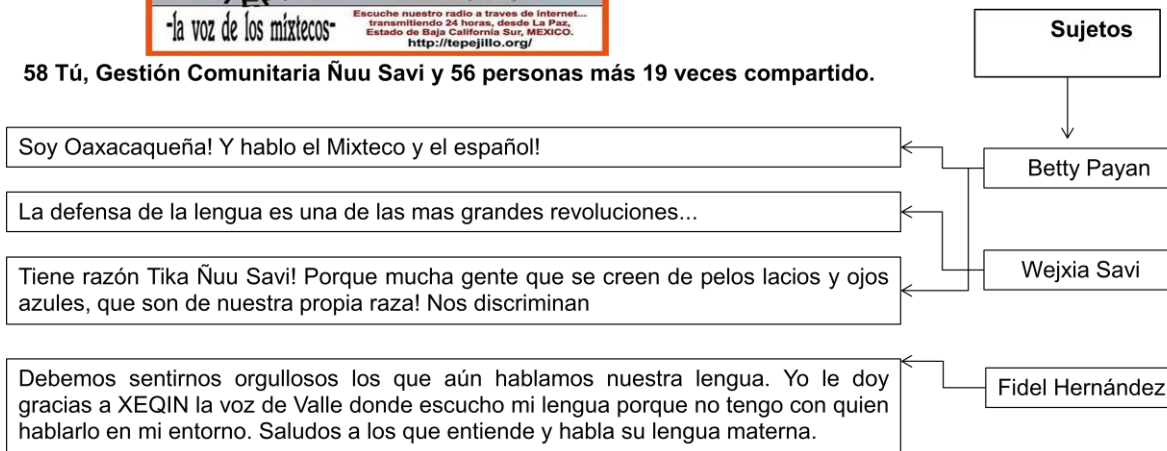 -la voz de los mixtecos-
Escuche nuestro radio a traves de internet...
transmitiendo 24 horas, desde La Paz,
Estado de Baja California Sur, MEXICO.
http://tepejillo.org/
58 Tú, Gestión Comunitaria Ñuu Savi y 56 personas más 19 veces compartido.
Sujetos
Soy Oaxacaqueña! Y hablo el Mixteco y el español!
Betty Payan
La defensa de la lengua es una de las mas grandes revoluciones...
Tiene razón Tika Ñuu Savi! Porque mucha gente que se creen de pelos lacios y ojos
azules, que son de nuestra propia raza! Nos discriminan
Wejxia Savi
Debemos sentirnos orgullosos los que aún hablamos nuestra lengua. Yo le doy
gracias a XEQIN la voz de Valle donde escucho mi lengua porque no tengo con quien
hablarlo en mi entorno. Saludos a los que entiende y habla su lengua materna.
Fidel Hernández